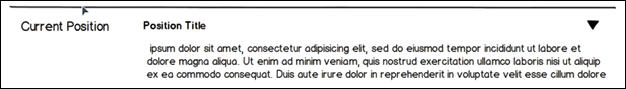 Current Position
Position Title
ipsum dolor sit amet, consectetur adipisicing elit, sed do eiusmod tempor incididunt ut labore et
dolore magna aliqua. Ut enim ad minim veniam, quis nostrud exercitation ullamco laboris nisi ut aliquip
ex ea commodo consequat. Duis aute irure dolor in reprehenderit in voluptate velit esse cillum dolore